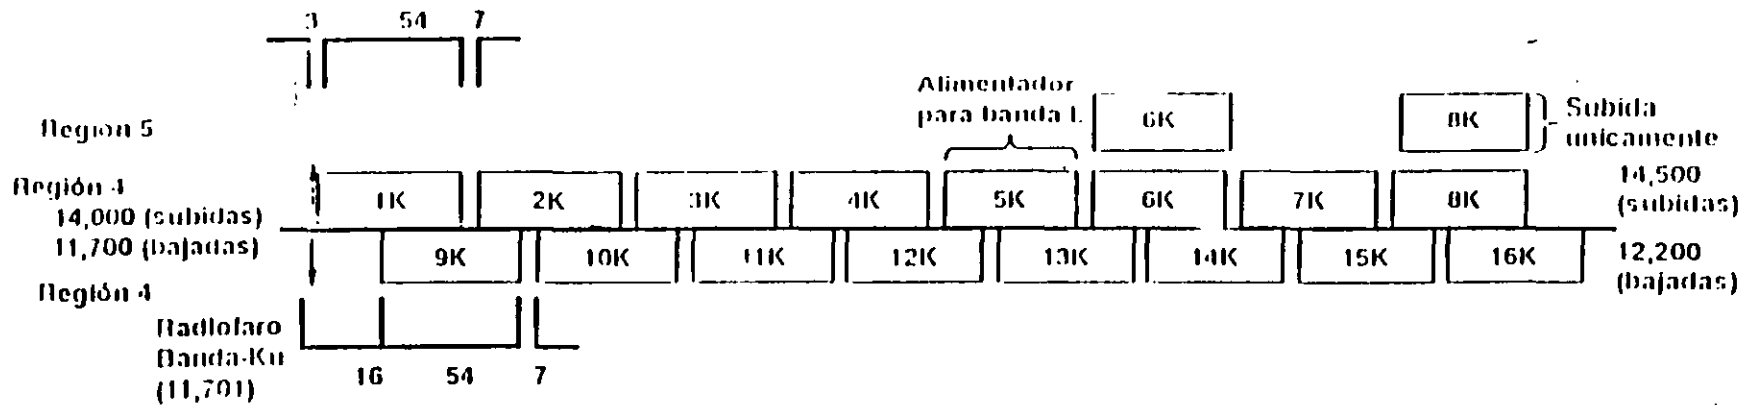 3 54 7
Alimentador
para banda L
6K 8K Subida
unicamente
Región 5
Región 4
14,000 (subidas)
11,700 (bajadas)
1K 2K 3K 4K 5K 6K 7K 8K
14,500
(subidas)
9K 10K 11K 12K 13K 14K 15K 16K
12,200
(bajadas)
Región 4
Radiofaro
Banda-Ku
(11,701)
16 54 7